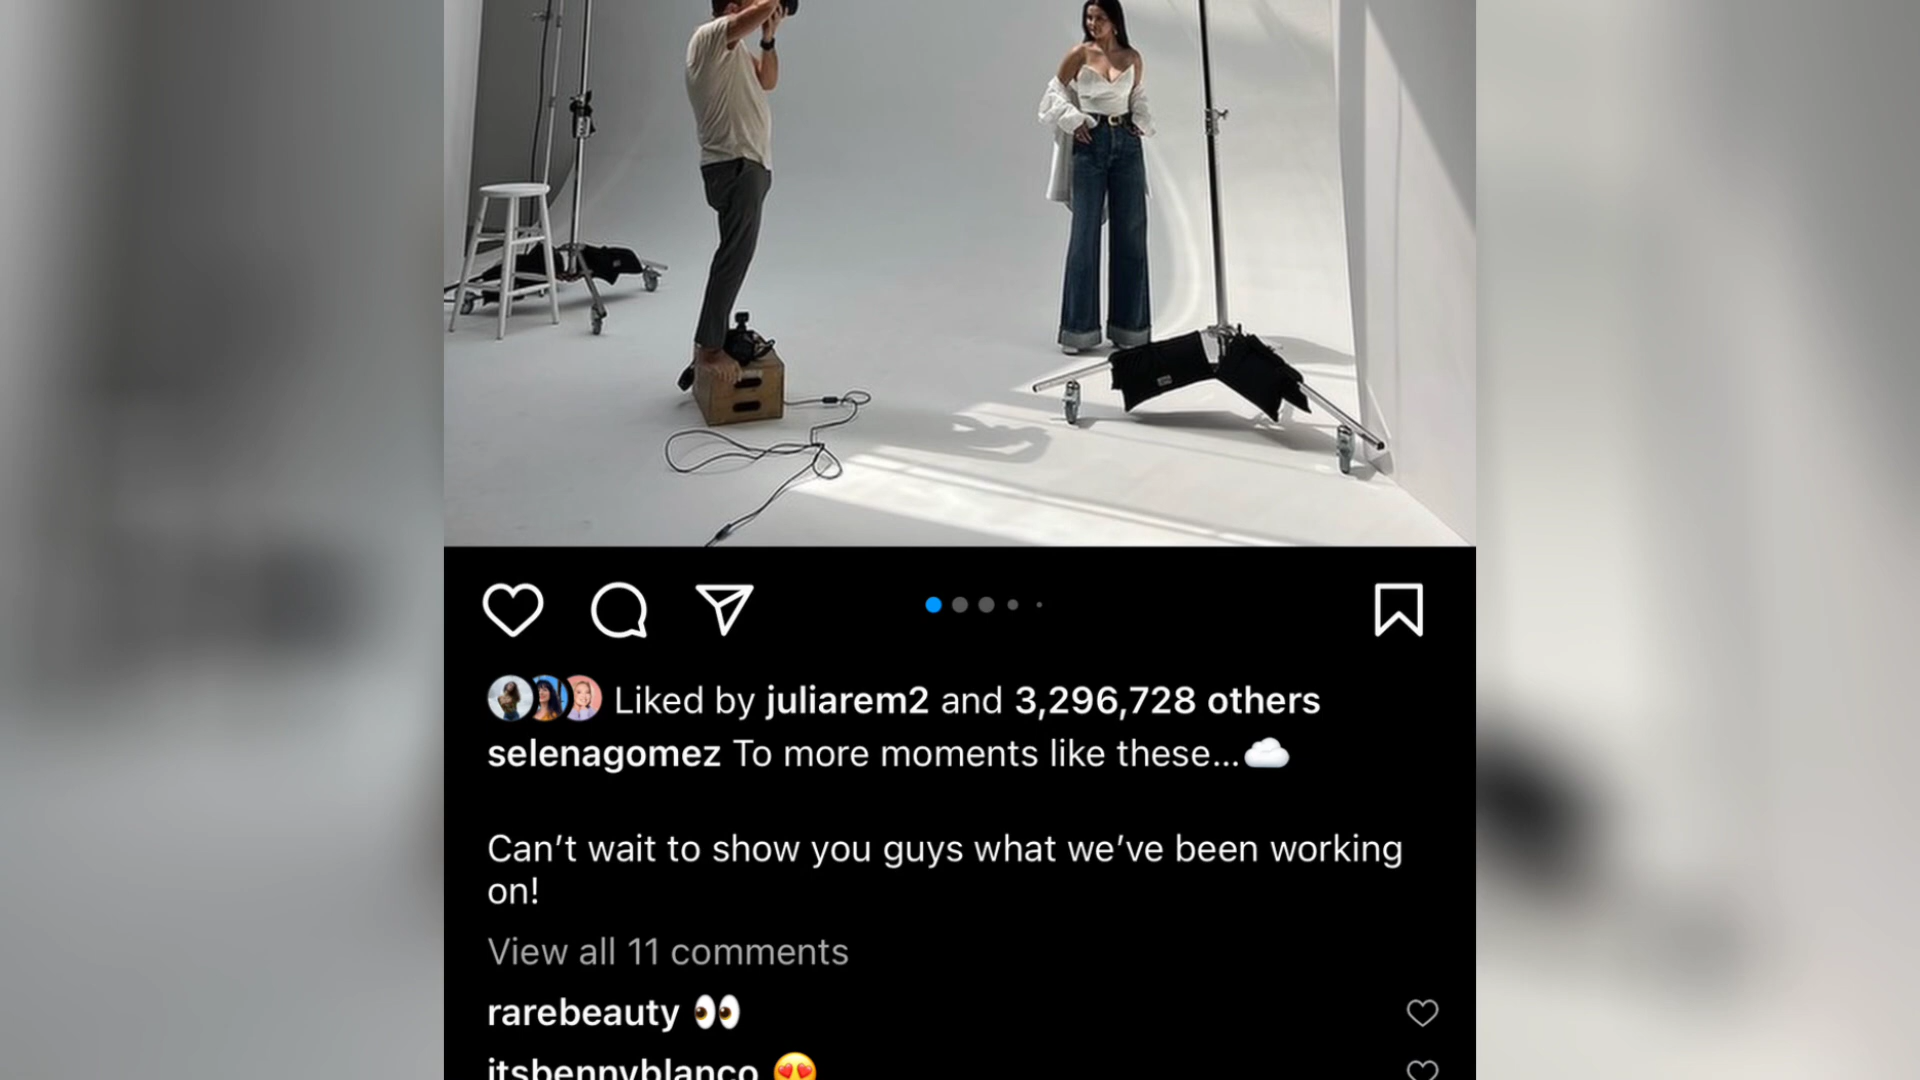 Liked by juliarem2 and 3,296,728 others
selenagomez To more moments like these...☁️
Can't wait to show you guys what we've been working
on!
View all 11 comments
rarebeauty 👀
itsbennyblanco 😍